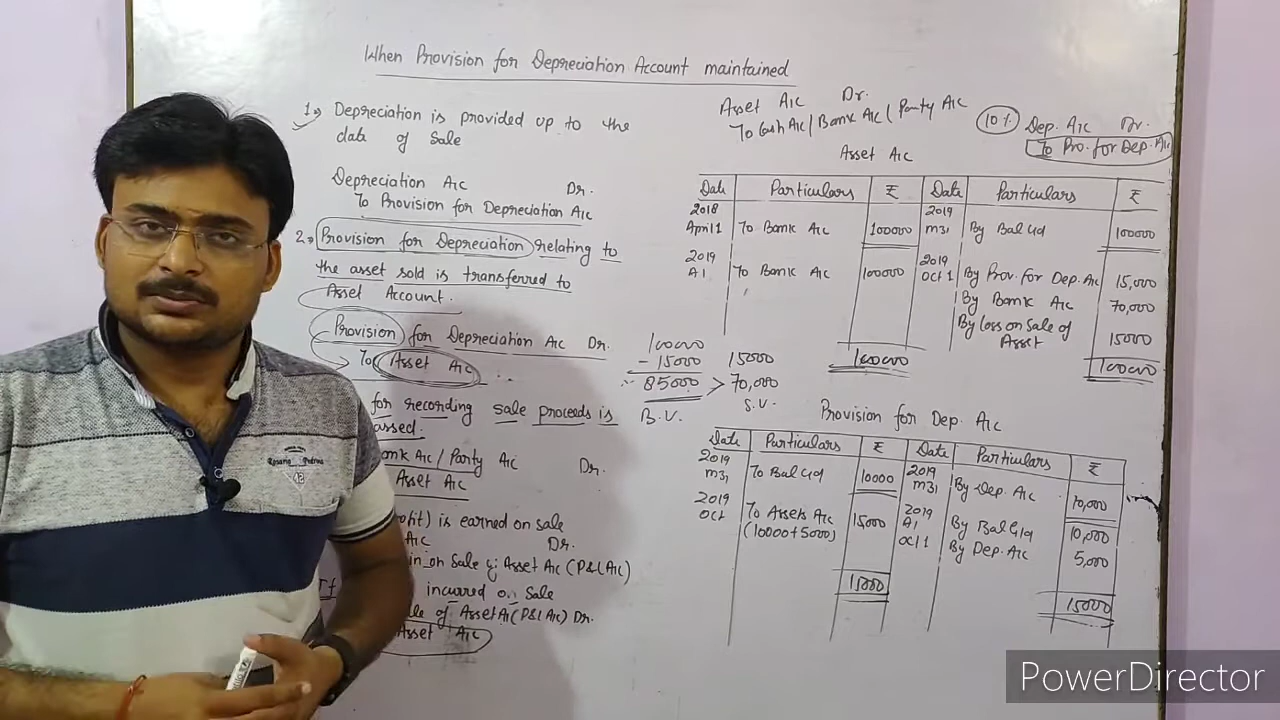 When Provision for Depreciation Account maintained
1→ Depreciation is provided up to the
date of Sale
Depreciation A/c Dr.
To Provision for Depreciation A/c
2→ Provision for Depreciation relating to
the asset sold is transferred to
Asset Account.
Provision for Depreciation A/c Dr.
To Asset A/c
for recording sale proceeds is
assed.
ank A/c / Party A/c Dr.
Asset A/c
ofit) is earned on sale
A/c Dr.
in on Sale of Asset A/c (P&L A/c)
If incurred on Sale
le of Asset A/c (P&L A/c) Dr.
Asset A/c
100000
- 15000
∴ 85000 >
B.V.
15000
70,000
S.V.
Asset A/c Dr.
To Cash A/c / Bank A/c / Party A/c
10% Dep. A/c Dr.
To Pro. for Dep. A/c
Asset A/c
Date Particulars ₹ Date Particulars ₹
2018 2019
April 1 To Bank A/c 100000 M31 By Bal c/d 100000
2019 2019
A1 To Bank A/c 100000 Oct 1 By Prov. for Dep. A/c 15,000
By Bank A/c 70,000
By loss on Sale of
Asset 15000
100000 100000
Provision for Dep. A/c
Date Particulars ₹ Date Particulars ₹
2019 2019
M31 To Bal c/d 10000 M31 By Dep. A/c 10,000
2019 2019
Oct To Assets A/c 15000 A1 By Bal c/d 10,000
(10000+5000) Oct 1 By Dep. A/c 5,000
15000 15000
PowerDirector